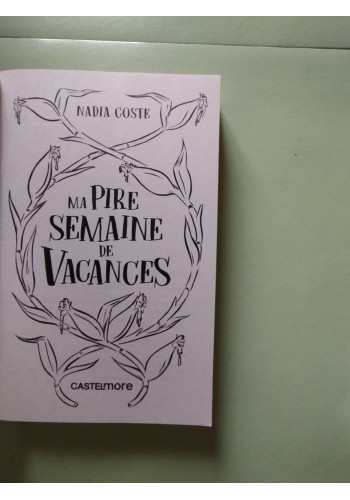 NADIA COSTE
MA PIRE
SEMAINE
DE
VACANCES
CASTELMORE